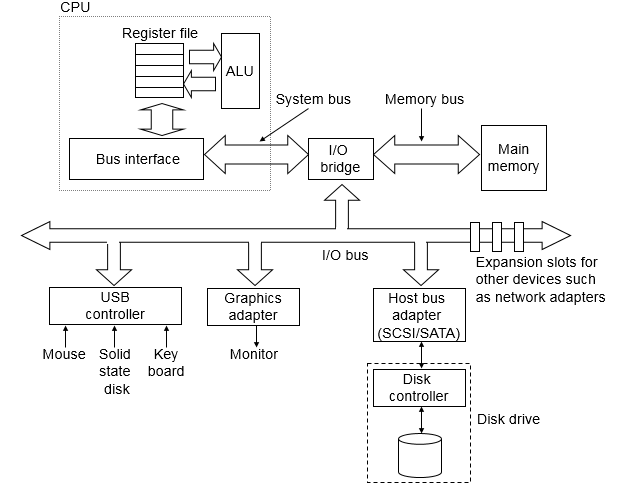 CPU
Register file
ALU
System bus
Memory bus
Bus interface
I/O
bridge
Main
memory
I/O bus
Expansion slots for
other devices such
as network adapters
USB
controller
Graphics
adapter
Host bus
adapter
(SCSI/SATA)
Mouse
Solid
state
disk
Key
board
Monitor
Disk
controller
Disk drive